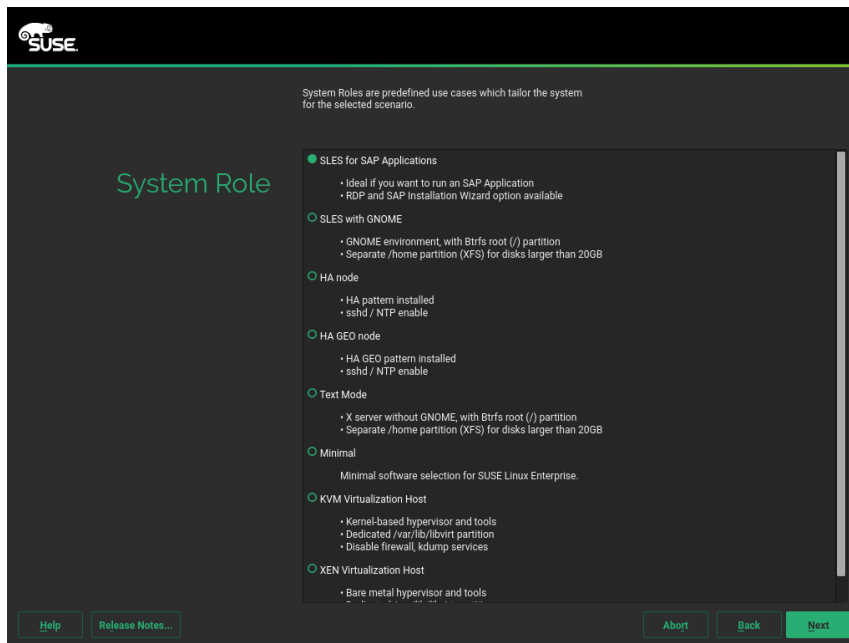 SUSE.
System Roles are predefined use cases which tailor the system
for the selected scenario.
System Role
SLES for SAP Applications
• Ideal if you want to run an SAP Application
• RDP and SAP Installation Wizard option available
SLES with GNOME
• GNOME environment, with Btrfs root (/) partition
• Separate /home partition (XFS) for disks larger than 20GB
HA node
• HA pattern installed
• sshd / NTP enable
HA GEO node
• HA GEO pattern installed
• sshd / NTP enable
Text Mode
• X server without GNOME, with Btrfs root (/) partition
• Separate /home partition (XFS) for disks larger than 20GB
Minimal
Minimal software selection for SUSE Linux Enterprise.
KVM Virtualization Host
• Kernel-based hypervisor and tools
• Dedicated /var/lib/libvirt partition
• Disable firewall, kdump services
XEN Virtualization Host
• Bare metal hypervisor and tools
Help
Release Notes...
Abort
Back
Next